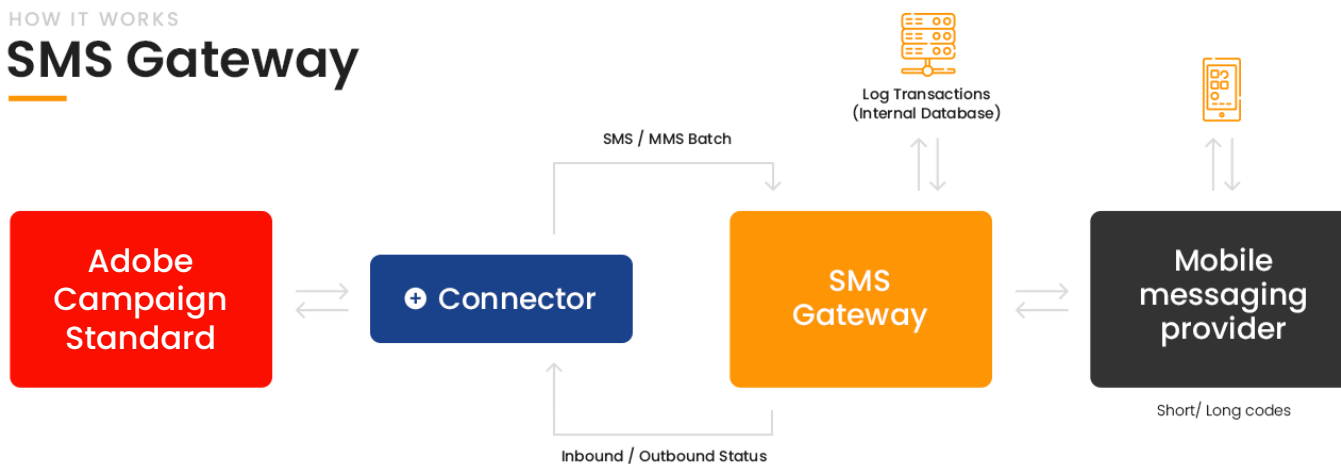 HOW IT WORKS
SMS Gateway
Log Transactions
(Internal Database)
SMS / MMS Batch
Adobe
Campaign
Standard
Connector
SMS
Gateway
Mobile
messaging
provider
Short/ Long codes
Inbound / Outbound Status